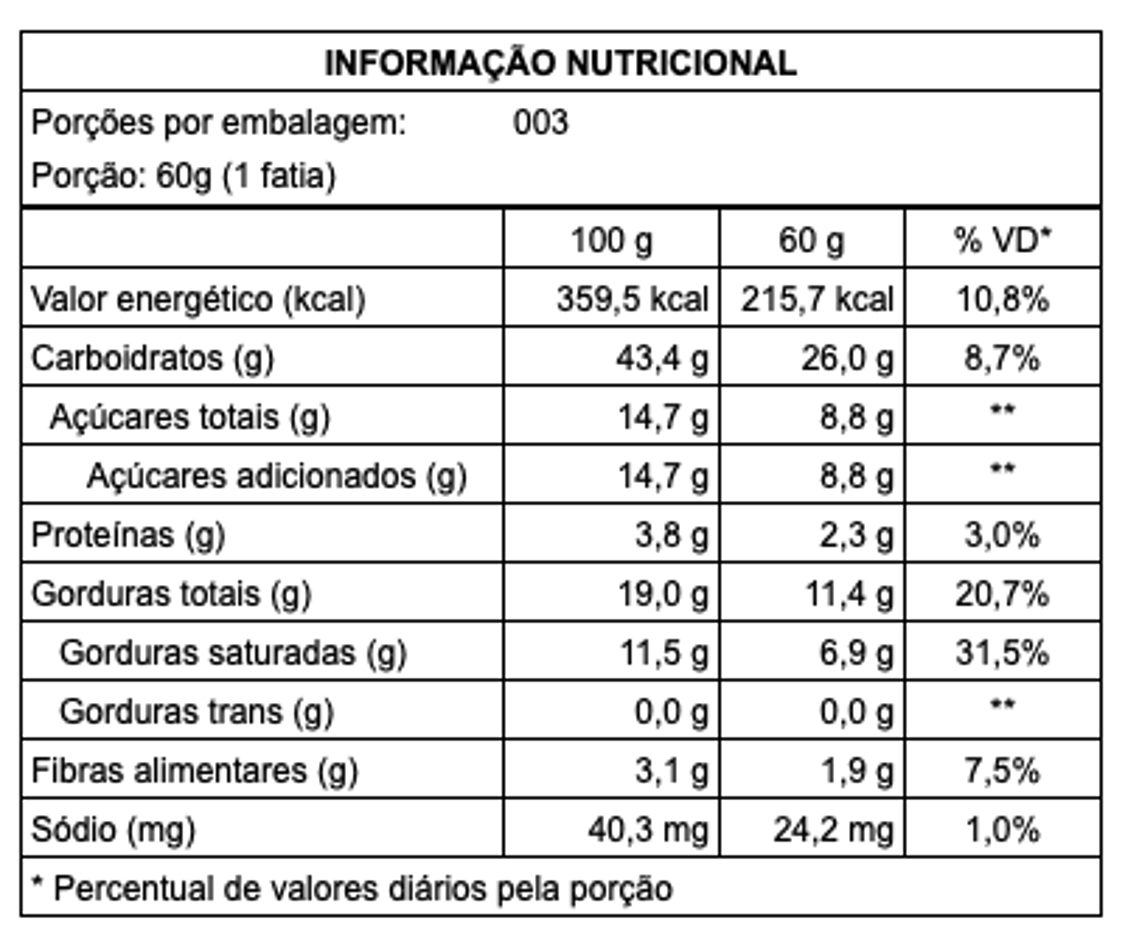 INFORMAÇÃO NUTRICIONAL
Porções por embalagem: 003
Porção: 60g (1 fatia)
100 g 60 g % VD*
Valor energético (kcal) 359,5 kcal 215,7 kcal 10,8%
Carboidratos (g) 43,4 g 26,0 g 8,7%
Açúcares totais (g) 14,7 g 8,8 g **
Açúcares adicionados (g) 14,7 g 8,8 g **
Proteínas (g) 3,8 g 2,3 g 3,0%
Gorduras totais (g) 19,0 g 11,4 g 20,7%
Gorduras saturadas (g) 11,5 g 6,9 g 31,5%
Gorduras trans (g) 0,0 g 0,0 g **
Fibras alimentares (g) 3,1 g 1,9 g 7,5%
Sódio (mg) 40,3 mg 24,2 mg 1,0%
* Percentual de valores diários pela porção